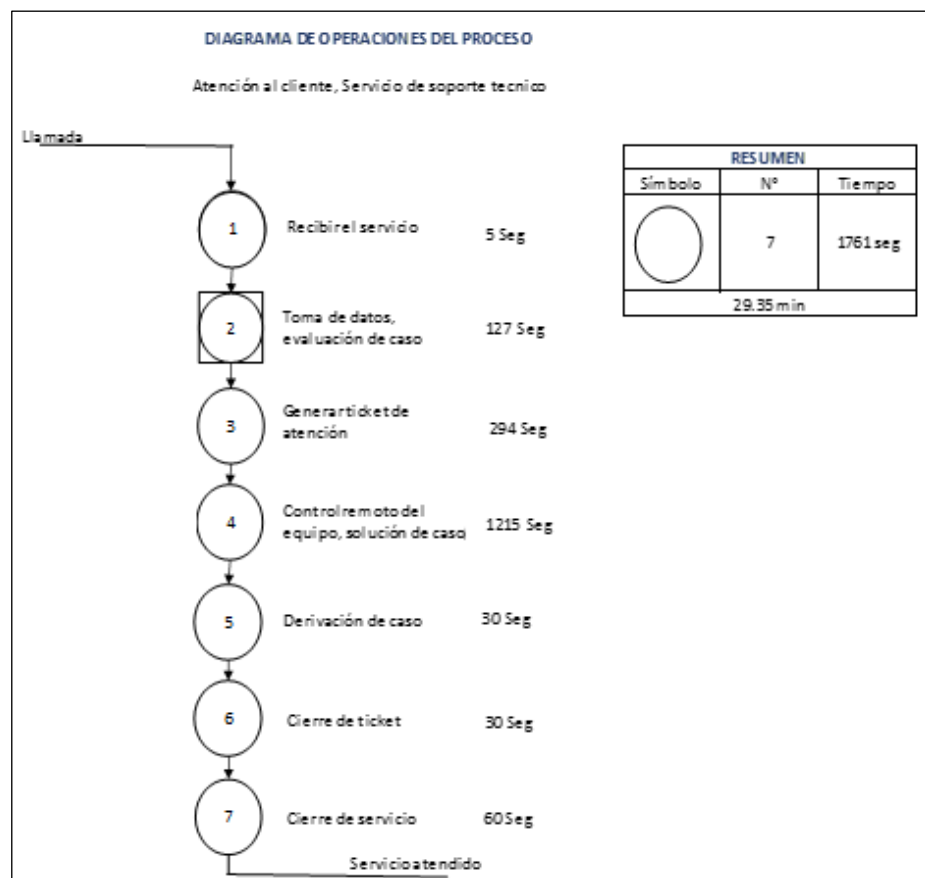 DIAGRAMA DE OPERACIONES DEL PROCESO
Atención al cliente, Servicio de soporte tecnico
Llamada
RESUMEN
Símbolo Nº Tiempo
7 1761 seg
29.35 min
1 Recibir el servicio 5 Seg
2 Toma de datos,
evaluación de caso 127 Seg
3 Generar ticket de
atención 294 Seg
4 Control remoto del
equipo, solución de caso 1215 Seg
5 Derivación de caso 30 Seg
6 Cierre de ticket 30 Seg
7 Cierre de servicio 60 Seg
Servicio atendido